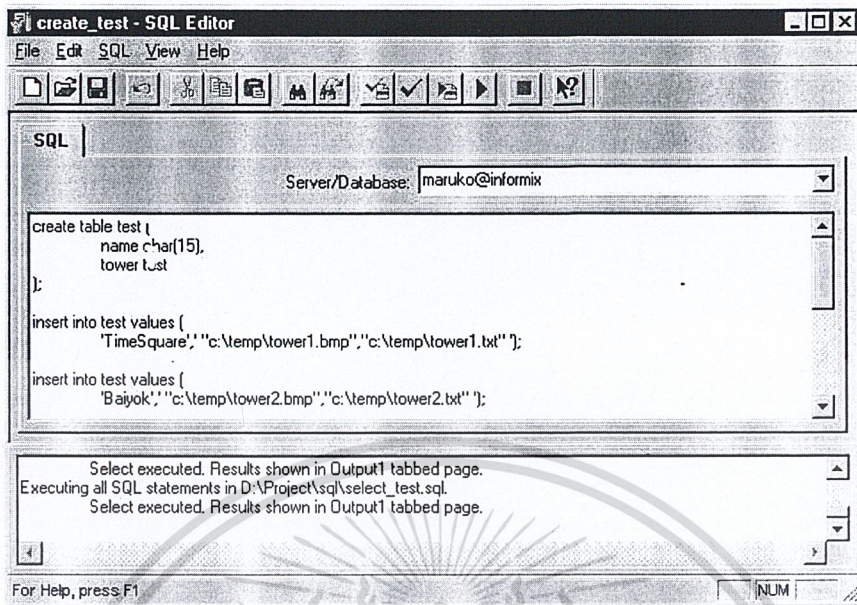 create_test - SQL Editor
File Edit SQL View Help
SQL
Server/Database: maruko@informix
create table test (
name char(15),
tower tust
);
insert into test values (
'TimeSquare',' "c:\temp\tower1.bmp","c:\temp\tower1.txt" ');
insert into test values (
'Baiyok',' "c:\temp\tower2.bmp","c:\temp\tower2.txt" ');
Select executed. Results shown in Output1 tabbed page.
Executing all SQL statements in D:\Project\sql\select_test.sql.
Select executed. Results shown in Output1 tabbed page.
For Help, press F1
NUM